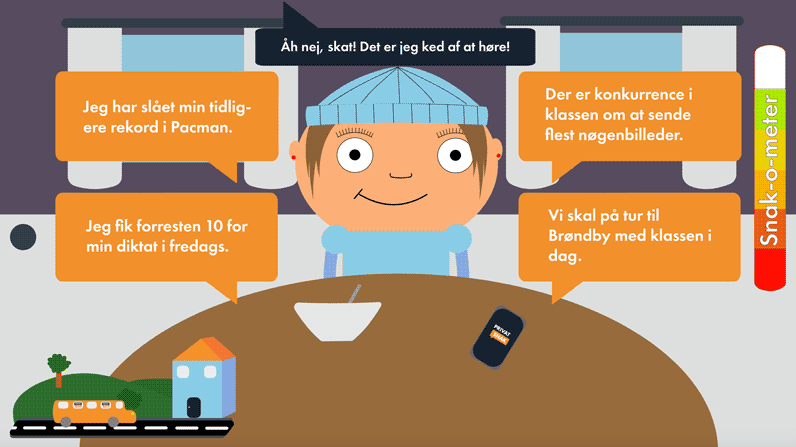 Åh nej, skat! Det er jeg ked af at høre!
Jeg har slået min tidlig-
ere rekord i Pacman.
Der er konkurrence i
klassen om at sende
flest nøgenbilleder.
Jeg fik forresten 10 for
min diktat i fredags.
Vi skal på tur til
Brøndby med klassen i
dag.
Snak-o-meter
PRIVAT
SNAK